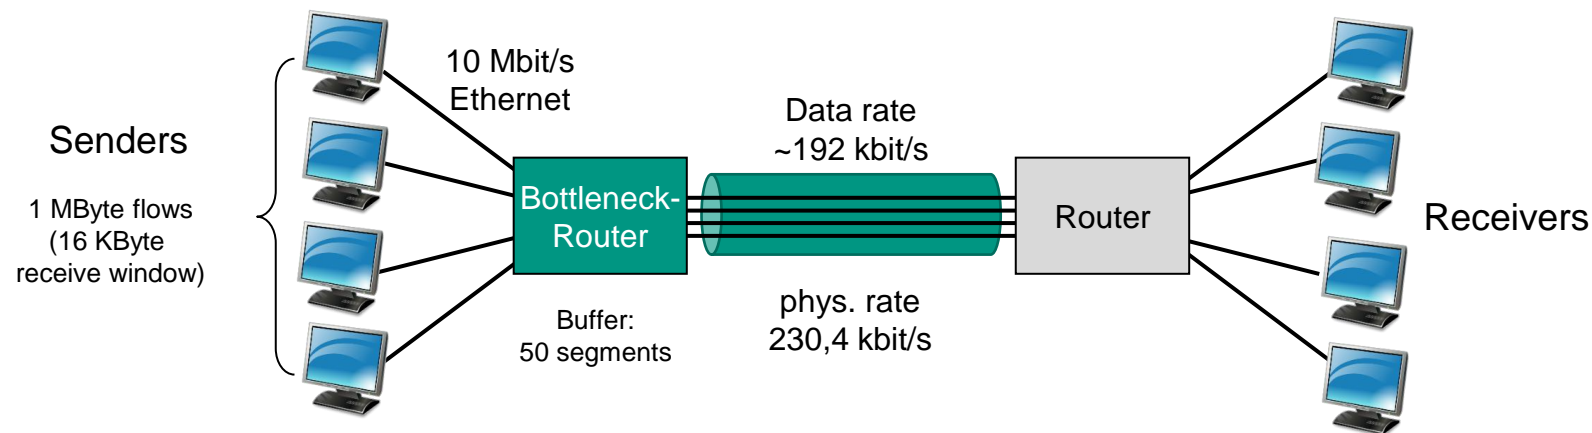 Senders
1 MByte flows
(16 KByte
receive window)
10 Mbit/s
Ethernet
Bottleneck-
Router
Buffer:
50 segments
Data rate
~192 kbit/s
phys. rate
230,4 kbit/s
Router
Receivers